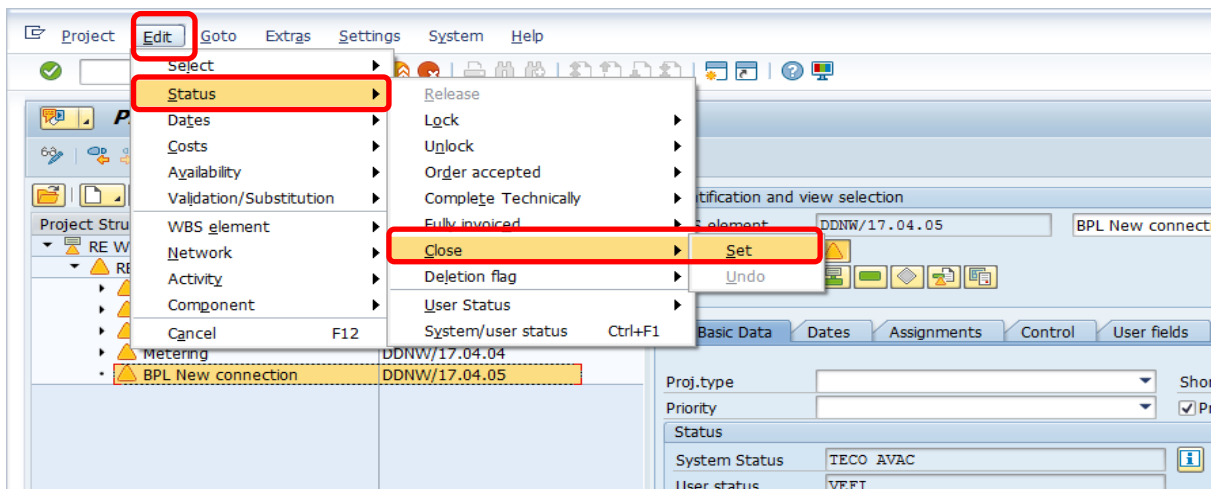 Project Edit Goto Extras Settings System Help
Select
Status
Dates
Costs
Availability
Validation/Substitution
WBS element
Network
Activity
Component
Cancel F12
Release
Lock
Unlock
Order accepted
Complete Technically
Fully invoiced
Close
Deletion flag
User Status
System/user status Ctrl+F1
Set
Undo
tification and view selection
Project Stru
S element DDNW/17.04.05 BPL New connect
RE W
RE
Metering DDNW/17.04.04
BPL New connection DDNW/17.04.05
Basic Data Dates Assignments Control User fields
Proj.type Shor
Priority Pr
Status
System Status TECO AVAC
User status VEFI